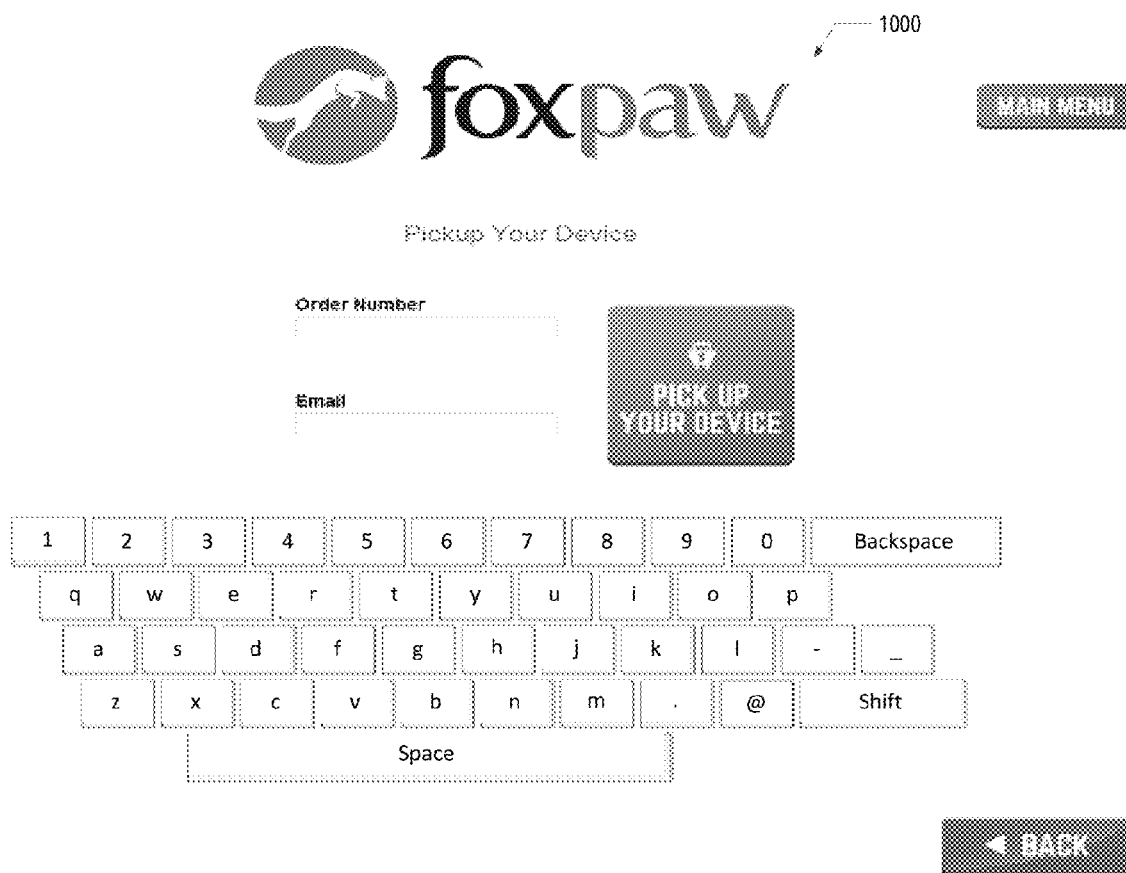 1000
foxpaw
MAIN MENU
Pickup Your Device
Order Number
Email
PICK UP
YOUR DEVICE
1 2 3 4 5 6 7 8 9 0 Backspace
q w e r t y u i o p
a s d f g h j k l - _
z x c v b n m . @ Shift
Space
◄ BACK